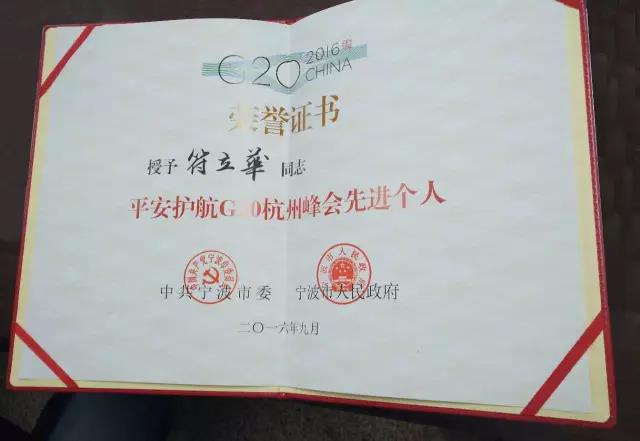 G20 2016 CHINA
荣誉证书
授予 符立華 同志
平安护航G20杭州峰会先进个人
中共宁波市委 宁波市人民政府
二〇一六年九月